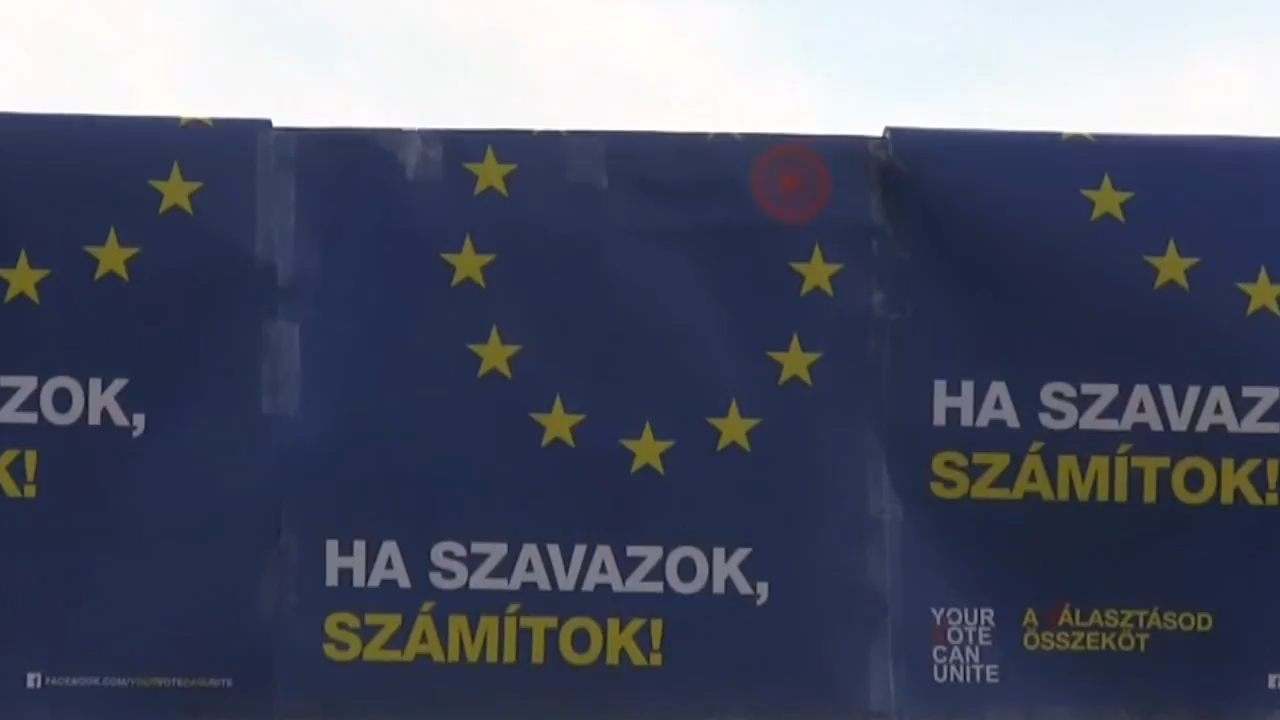 ZOK,
K!
FACEBOOK.COM/YOURVOTECANUNITE
HA SZAVAZOK,
SZÁMÍTOK!
HA SZAVAZ
SZÁMÍTOK!
YOUR
VOTE
CAN
UNITE
A VÁLASZTÁSOD
ÖSSZEKÖT